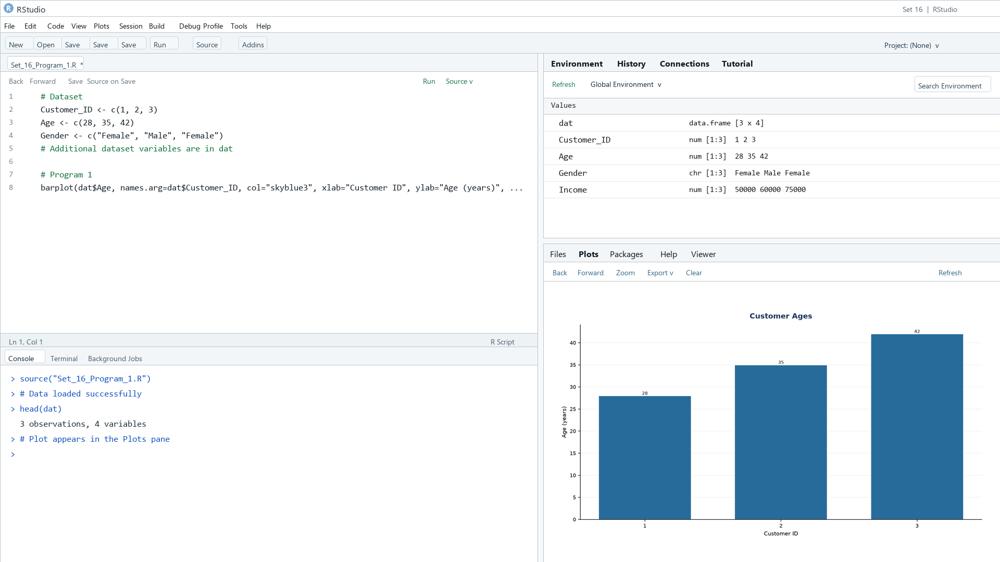 R RStudio
Set 16 | RStudio
File Edit Code View Plots Session Build Debug Profile Tools Help
New Open Save Save Save Run Source Addins
Project: (None) v
Set_16_Program_1.R *
Back Forward Save Source on Save Run Source v
1 # Dataset
2 Customer_ID <- c(1, 2, 3)
3 Age <- c(28, 35, 42)
4 Gender <- c("Female", "Male", "Female")
5 # Additional dataset variables are in dat
6
7 # Program 1
8 barplot(dat$Age, names.arg=dat$Customer_ID, col="skyblue3", xlab="Customer ID", ylab="Age (years)", ...
Ln 1, Col 1 R Script
Console Terminal Background Jobs
> source("Set_16_Program_1.R")
> # Data loaded successfully
> head(dat)
3 observations, 4 variables
> # Plot appears in the Plots pane
>
Environment History Connections Tutorial
Refresh Global Environment v Search Environment
Values
dat data.frame [3 x 4]
Customer_ID num [1:3] 1 2 3
Age num [1:3] 28 35 42
Gender chr [1:3] Female Male Female
Income num [1:3] 50000 60000 75000
Files Plots Packages Help Viewer
Back Forward Zoom Export v Clear Refresh
Customer Ages
42
40
35
35
30
28
25
Age (years)
20
15
10
5
0
1 2 3
Customer ID